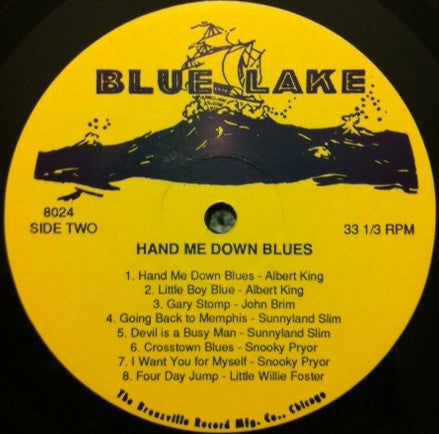 BLUE LAKE
8024
SIDE TWO
33 1/3 RPM
HAND ME DOWN BLUES
1. Hand Me Down Blues - Albert King
2. Little Boy Blue - Albert King
3. Gary Stomp - John Brim
4. Going Back to Memphis - Sunnyland Slim
5. Devil is a Busy Man - Sunnyland Slim
6. Crosstown Blues - Snooky Pryor
7. I Want You for Myself - Snooky Pryor
8. Four Day Jump - Little Willie Foster
The Bronzville Record Mfg. Co., Chicago